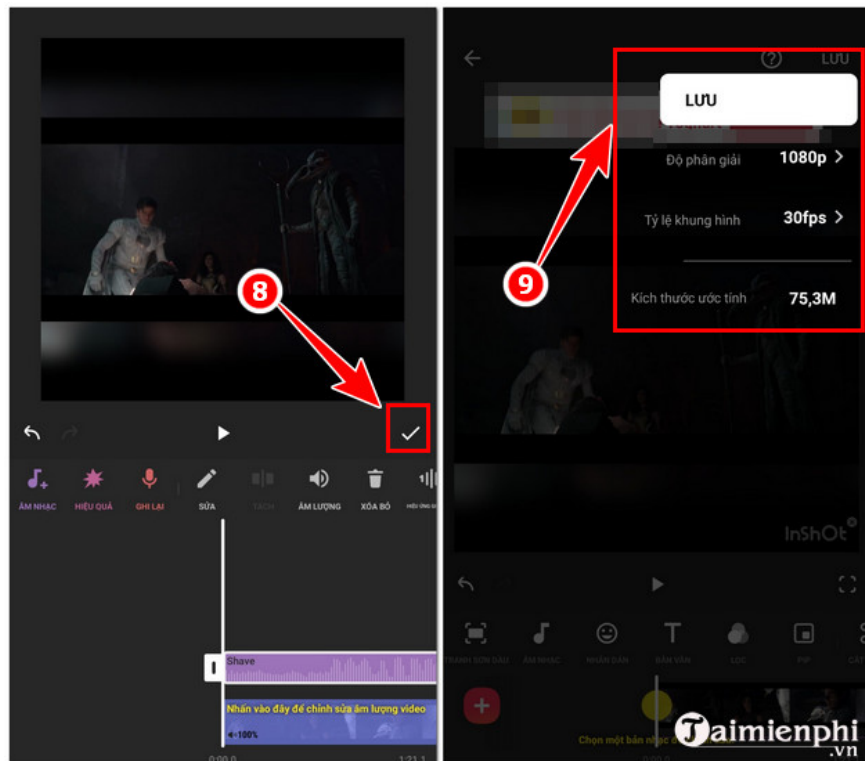 8
ÂM NHẠC HIỆU QUẢ GHI LẠI SỬA TÁCH ÂM LƯỢNG XÓA BỎ
Shave
Nhấn vào đây để chỉnh sửa âm lượng video
100%
0:00.0 1:21.1
LƯU
LƯU
Độ phân giải 1080p
Tỷ lệ khung hình 30fps
9
Kích thước ước tính 75,3M
InShOt
TRANH SƠN DẦU ÂM NHẠC NHÃN DÁN BẢN VĂN LỌC PIP
Chọn một bản nhạc
Taimienphi
.vn